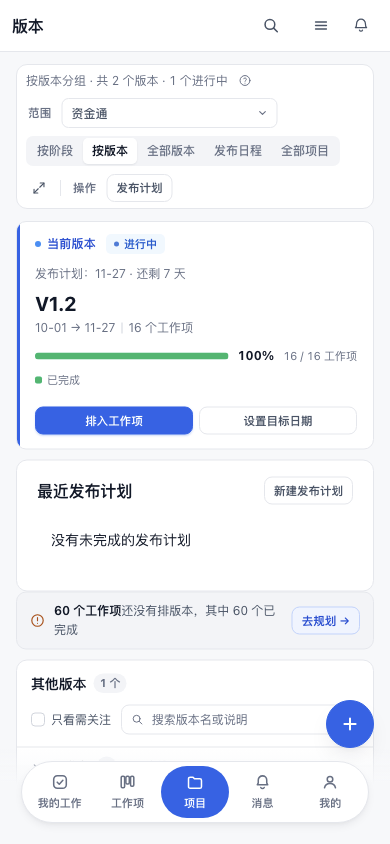 版本
按版本分组 · 共 2 个版本 · 1 个进行中
范围 资金通
按阶段 按版本 全部版本 发布日程 全部项目
操作 发布计划
当前版本 进行中
发布计划: 11-27 · 还剩 7 天
V1.2
10-01 → 11-27 | 16 个工作项
100% 16 / 16 工作项
已完成
排入工作项 设置目标日期
最近发布计划 新建发布计划
没有未完成的发布计划
60 个工作项还没有排版本，其中 60 个已
完成
去规划 →
其他版本 1 个
只看需关注 搜索版本名或说明
我的工作 工作项 项目 消息 我的